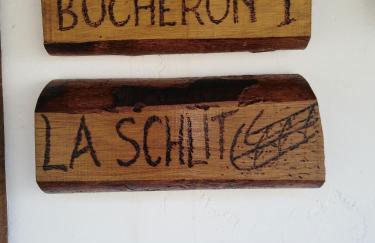 BUCHERON 1
LA SCHLIT